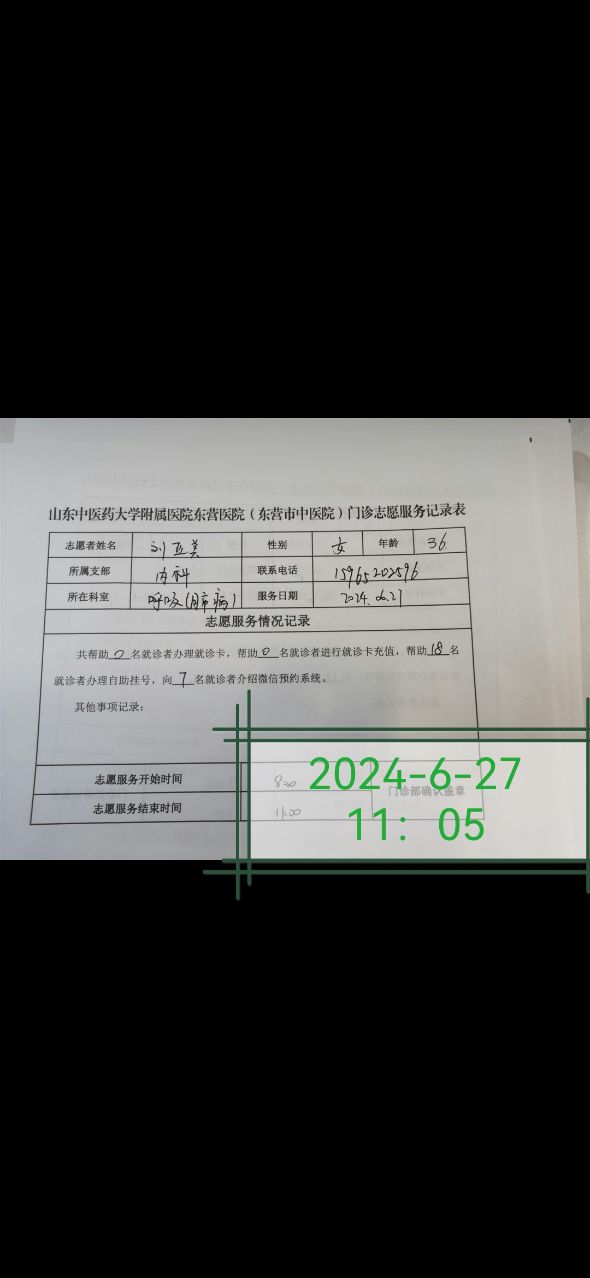 山东中医药大学附属医院东营医院（东营市中医院）门诊志愿服务记录表
志愿者姓名 刘亚美 性别 女 年龄 36
所属支部 内科 联系电话 15965202596
所在科室 呼吸(肺病) 服务日期 2024.06.27
志愿服务情况记录
共帮助 0 名就诊者办理就诊卡，帮助 0 名就诊者进行就诊卡充值，帮助 18 名
就诊者办理自助挂号，向 7 名就诊者介绍微信预约系统。
其他事项记录：
志愿服务开始时间 8:00 门诊部确认盖章
志愿服务结束时间 11:00
2024-6-27
11：05